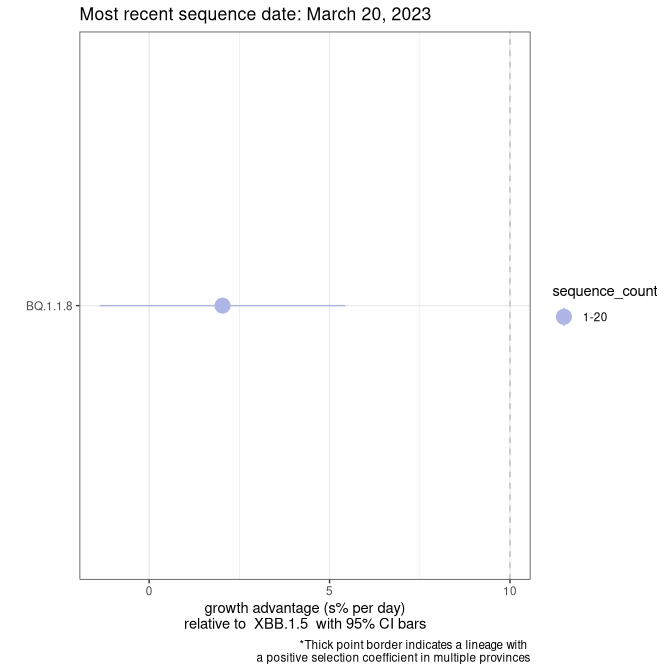 Most recent sequence date: March 20, 2023
BQ.1.1.8
sequence_count
1-20
0
5
10
growth advantage (s% per day)
relative to  XBB.1.5  with 95% CI bars
*Thick point border indicates a lineage with
a positive selection coefficient in multiple provinces